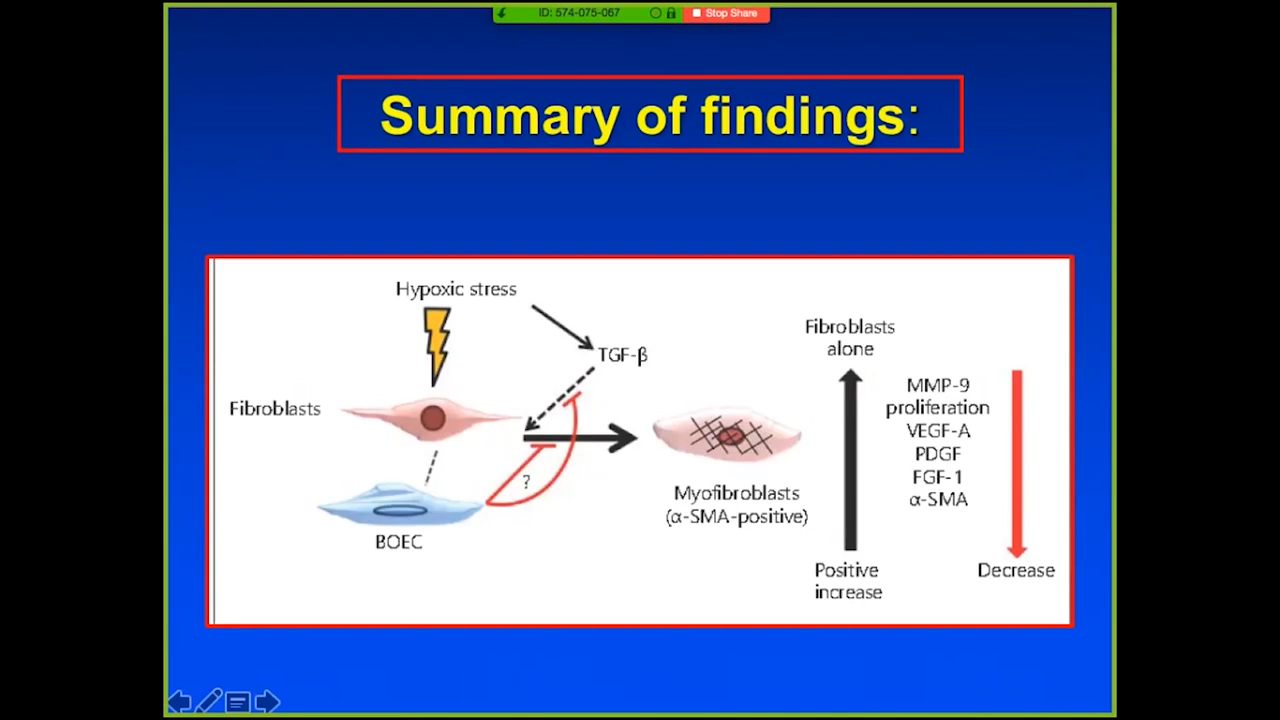 ID: 574-075-067
Stop Share
Summary of findings:
Hypoxic stress
TGF-β
Fibroblasts
?
BOEC
Myofibroblasts
(α-SMA-positive)
Fibroblasts
alone
MMP-9
proliferation
VEGF-A
PDGF
FGF-1
α-SMA
Positive
increase
Decrease